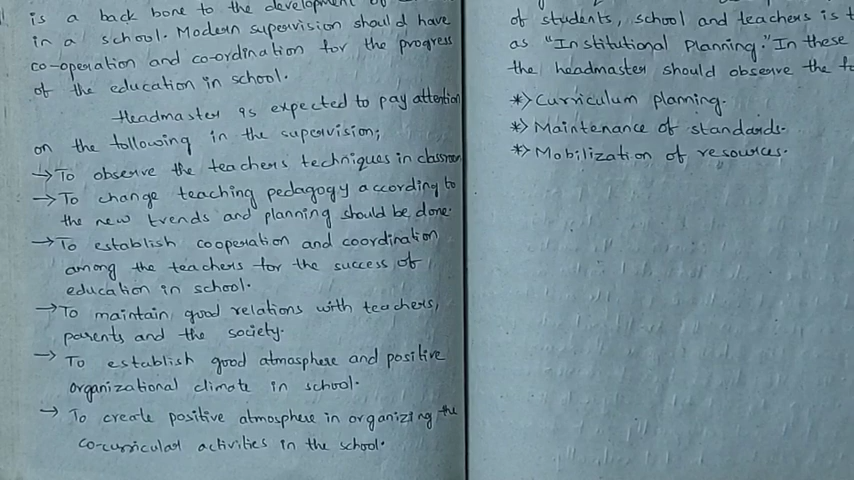 is a back bone to the development of
in a school. Modern supervision should have
co-operation and co-ordination for the progress
of the education in school.
Headmaster is expected to pay attention
on the following in the supervision;
→ To observe the teachers techniques in classroom
→ To change teaching pedagogy according to
the new trends and planning should be done.
→ To establish cooperation and coordination
among the teachers for the success of
education in school.
→ To maintain good relations with teachers,
parents and the society.
→ To establish good atmosphere and positive
organizational climate in school.
→ To create positive atmosphere in organizing the
co-curricular activities in the school.
of students, school and teachers is
as "Institutional Planning." In these
the headmaster should observe the
*> Curriculum planning.
*> Maintenance of standards.
*> Mobilization of resources.